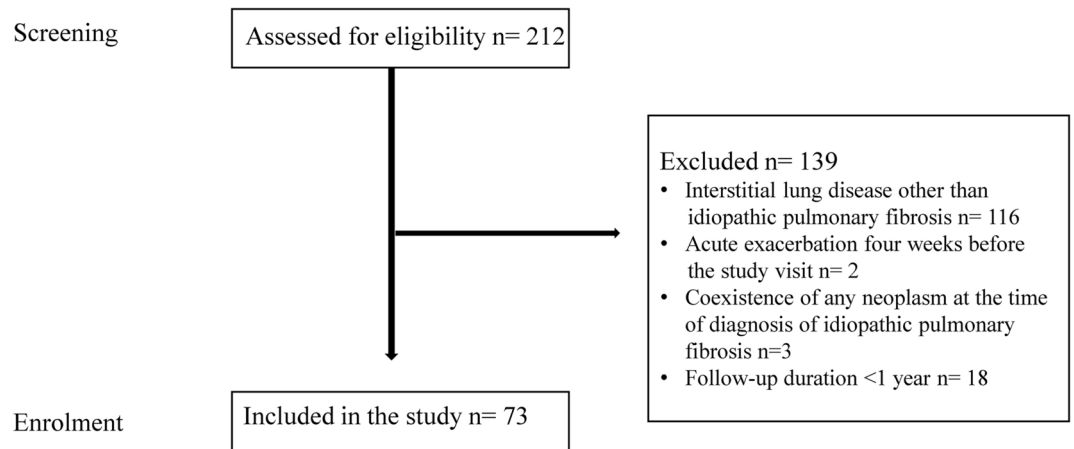 Screening
Assessed for eligibility n= 212
Excluded n= 139
• Interstitial lung disease other than
idiopathic pulmonary fibrosis n= 116
• Acute exacerbation four weeks before
the study visit n= 2
• Coexistence of any neoplasm at the time
of diagnosis of idiopathic pulmonary
fibrosis n=3
• Follow-up duration <1 year n= 18
Enrolment
Included in the study n= 73